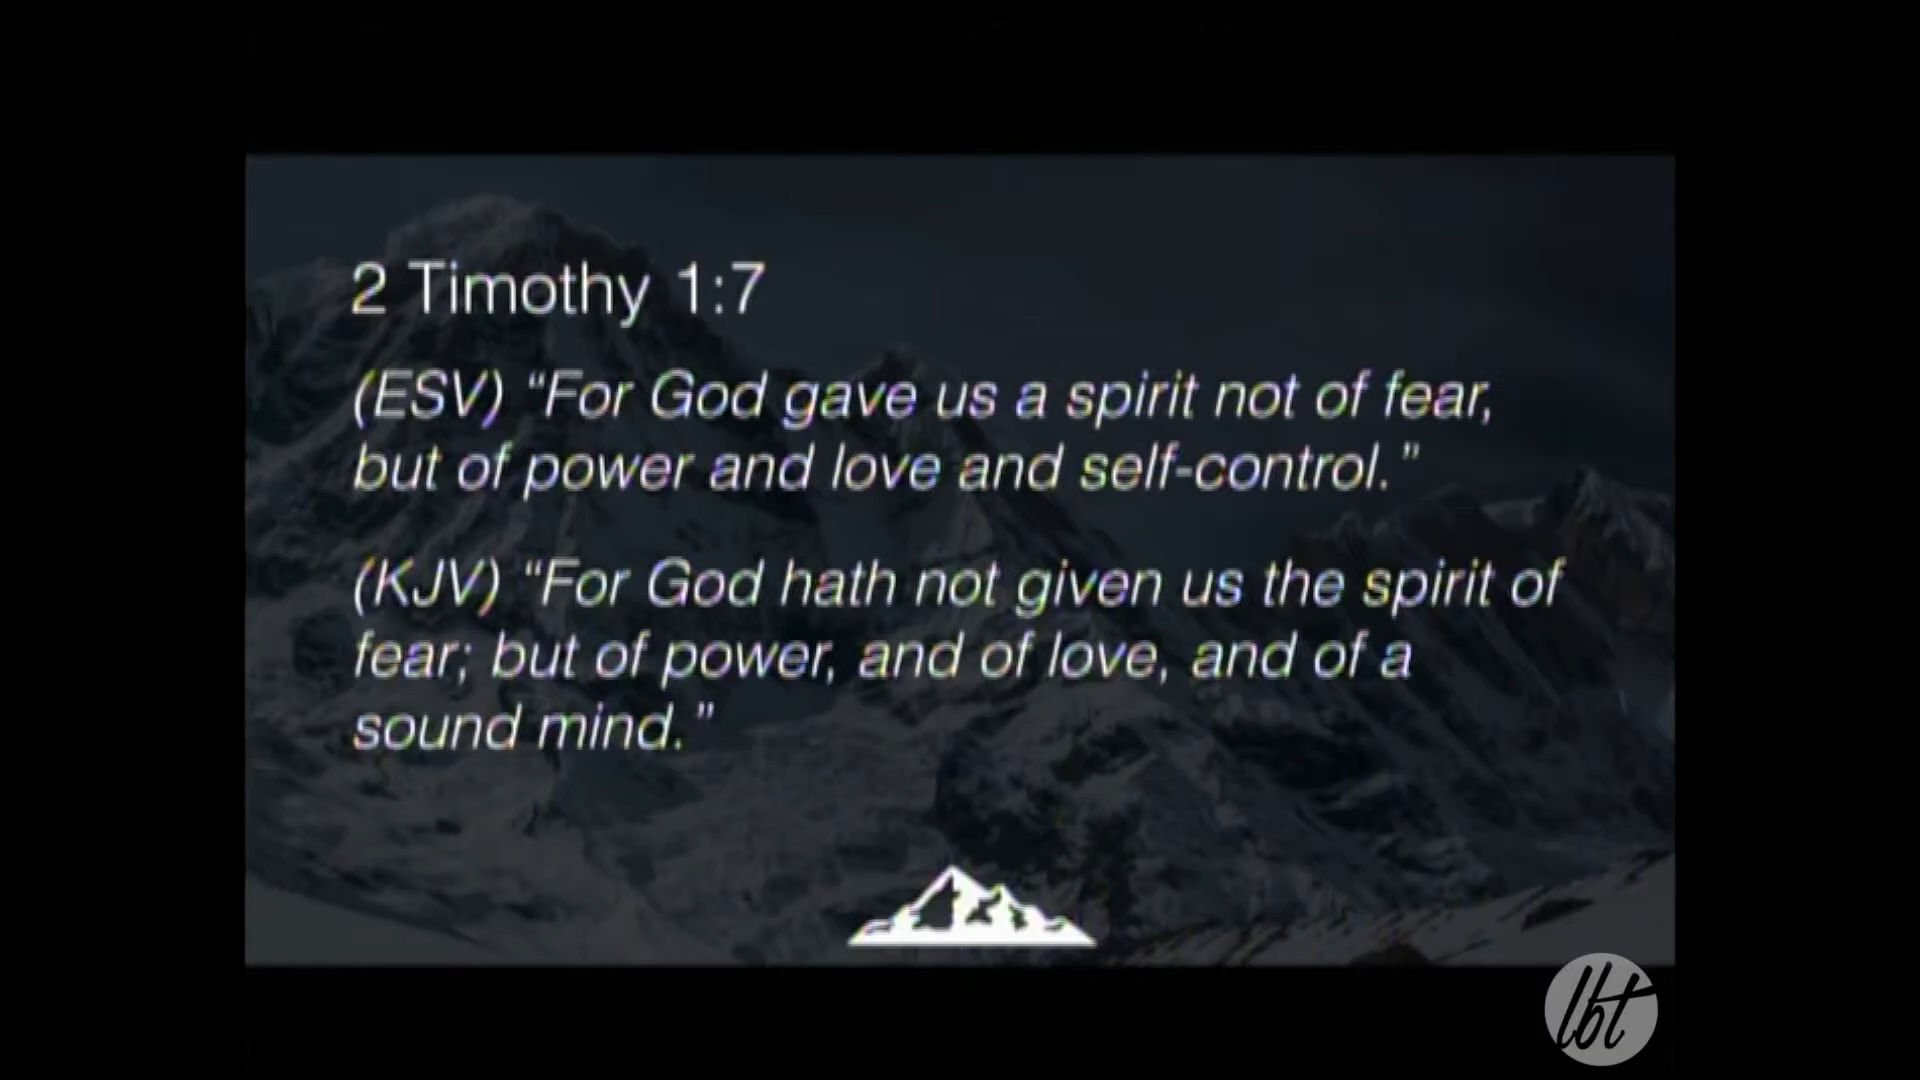 2 Timothy 1:7
(ESV) “For God gave us a spirit not of fear,
but of power and love and self-control.”
(KJV) “For God hath not given us the spirit of
fear; but of power, and of love, and of a
sound mind.”
lbt